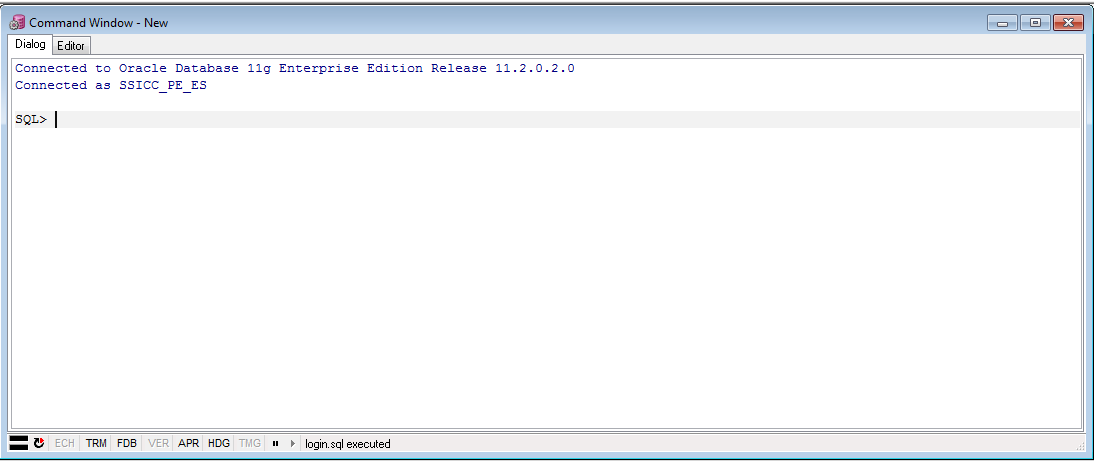 Command Window - New
Dialog Editor
Connected to Oracle Database 11g Enterprise Edition Release 11.2.0.2.0
Connected as SSICC_PE_ES
SQL>
ECH TRM FDB VER APR HDG TMG login.sql executed